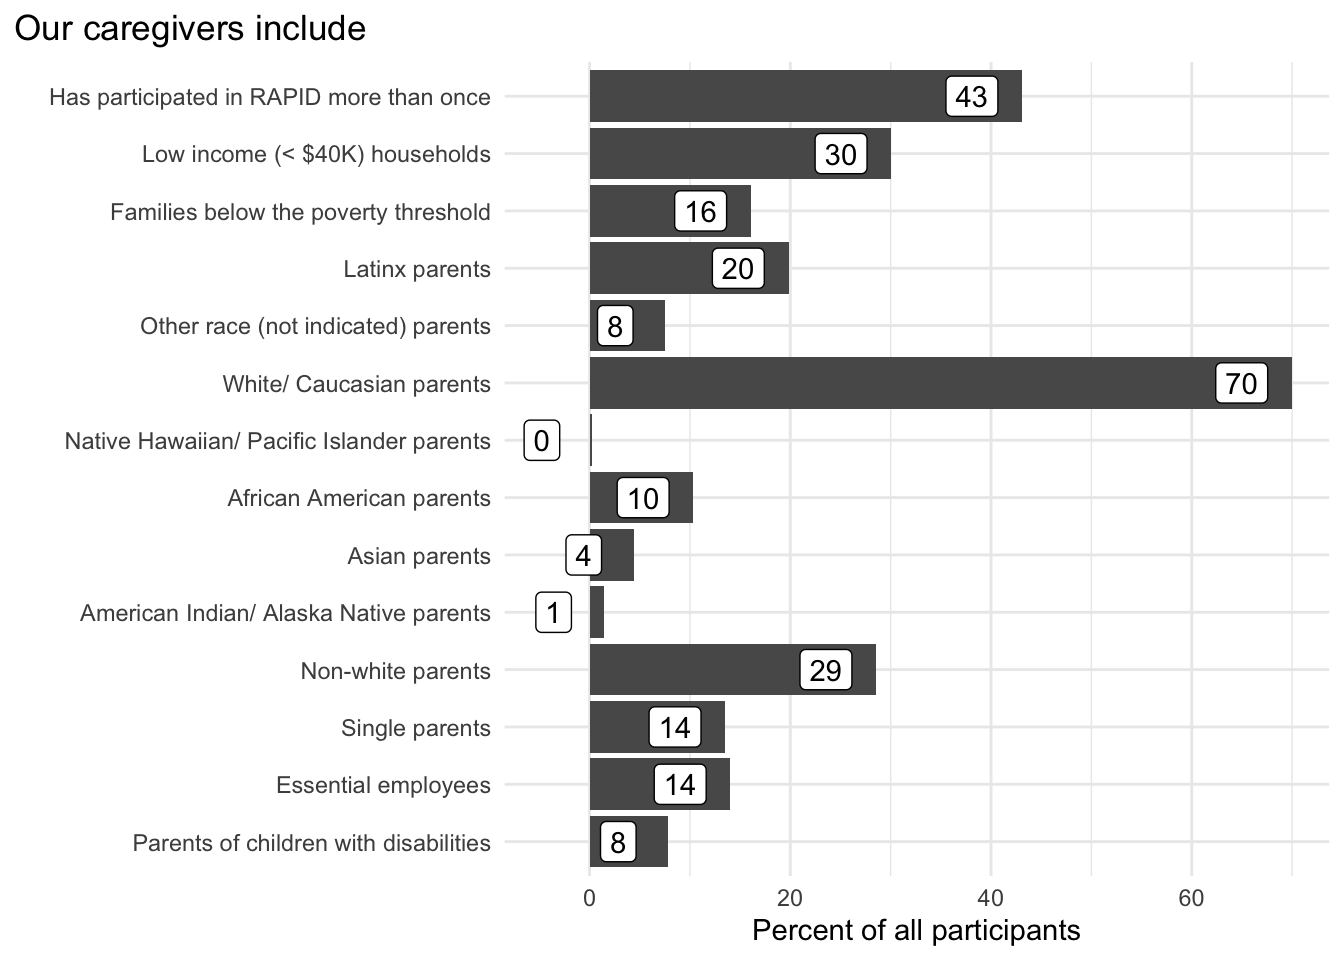 Our caregivers include
Has participated in RAPID more than once 43
Low income (< $40K) households 30
Families below the poverty threshold 16
Latinx parents 20
Other race (not indicated) parents 8
White/ Caucasian parents 70
Native Hawaiian/ Pacific Islander parents 0
African American parents 10
Asian parents 4
American Indian/ Alaska Native parents 1
Non-white parents 29
Single parents 14
Essential employees 14
Parents of children with disabilities 8
0 20 40 60
Percent of all participants